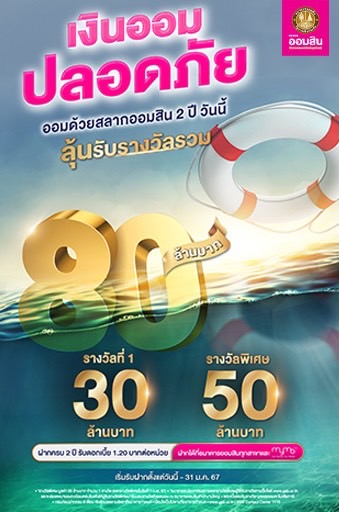 เงินออม
ปลอดภัย
ออมสิน
ออมด้วยสลากออมสิน 2 ปี วันนี้
ลุ้นรับรางวัลรวม
80
ล้านบาท
รางวัลที่ 1
30
ล้านบาท
รางวัลพิเศษ
50
ล้านบาท
ฝากครบ 2 ปี รับดอกเบี้ย 1.20 บาทต่อหน่วย
ฝากได้ที่ธนาคารออมสินทุกสาขาและ mymo
เริ่มรับฝากตั้งแต่วันนี้ - 31 ม.ค. 67